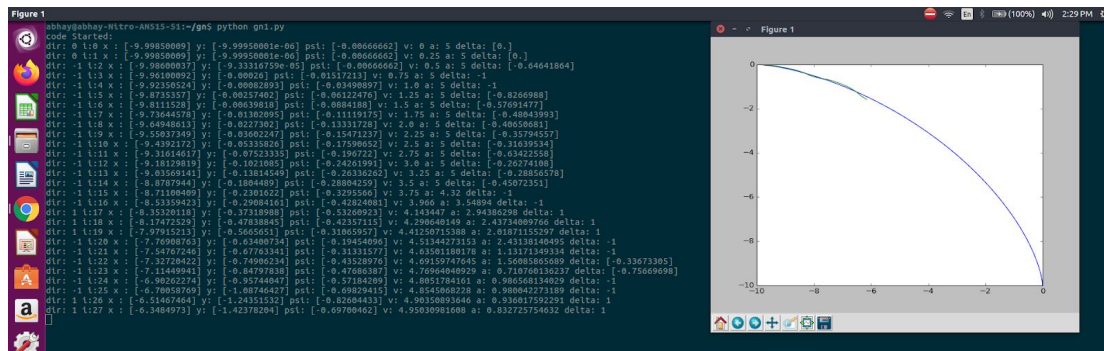 Figure 1
En
(100%)
2:29 PM
abhay@abhay-Nitro-AN515-51:~/gn$ python gn1.py
code Started:
dir: 0 i:0 x : [-9.99850009] y: [-9.99950001e-06] psi: [-0.00066662] v: 0 a: 5 delta: [0.]
dir: 0 i:1 x : [-9.99850009] y: [-9.99950001e-06] psi: [-0.00066662] v: 0.25 a: 5 delta: [0.]
dir: -1 i:2 x : [-9.98600037] y: [-9.33316759e-05] psi: [-0.00066662] v: 0.5 a: 5 delta: [-0.64641864]
dir: -1 i:3 x : [-9.96100092] y: [-0.00026] psi: [-0.01517213] v: 0.75 a: 5 delta: -1
dir: -1 i:4 x : [-9.92350524] y: [-0.00082893] psi: [-0.03490897] v: 1.0 a: 5 delta: -1
dir: -1 i:5 x : [-9.8735357] y: [-0.00257402] psi: [-0.06122476] v: 1.25 a: 5 delta: [-0.8266988]
dir: -1 i:6 x : [-9.8111528] y: [-0.00639818] psi: [-0.0884188] v: 1.5 a: 5 delta: [-0.57691477]
dir: -1 i:7 x : [-9.73644578] y: [-0.01302095] psi: [-0.11119175] v: 1.75 a: 5 delta: [-0.48043993]
dir: -1 i:8 x : [-9.64948613] y: [-0.0227302] psi: [-0.13331728] v: 2.0 a: 5 delta: [-0.40650681]
dir: -1 i:9 x : [-9.55037349] y: [-0.03602247] psi: [-0.15471237] v: 2.25 a: 5 delta: [-0.35794557]
dir: -1 i:10 x : [-9.4392172] y: [-0.05335826] psi: [-0.17590652] v: 2.5 a: 5 delta: [-0.31639534]
dir: -1 i:11 x : [-9.31614617] y: [-0.07523335] psi: [-0.196722] v: 2.75 a: 5 delta: [-0.63422558]
dir: -1 i:12 x : [-9.18129819] y: [-0.1021085] psi: [-0.24261991] v: 3.0 a: 5 delta: [-0.26274108]
dir: -1 i:13 x : [-9.03569141] y: [-0.13814549] psi: [-0.26336262] v: 3.25 a: 5 delta: [-0.28856578]
dir: -1 i:14 x : [-8.8787944] y: [-0.1804489] psi: [-0.28804259] v: 3.5 a: 5 delta: [-0.45072351]
dir: -1 i:15 x : [-8.71100409] y: [-0.2301622] psi: [-0.3295566] v: 3.75 a: 4.32 delta: -1
dir: -1 i:16 x : [-8.53359423] y: [-0.29084161] psi: [-0.42824081] v: 3.966 a: 3.54894 delta: -1
dir: 1 i:17 x : [-8.35320118] y: [-0.37318988] psi: [-0.53260923] v: 4.143447 a: 2.94386298 delta: 1
dir: 1 i:18 x : [-8.17472529] y: [-0.47838845] psi: [-0.42357115] v: 4.290640149 a: 2.43734009766 delta: 1
dir: 1 i:19 x : [-7.97915213] y: [-0.5665651] psi: [-0.31065957] v: 4.41250715388 a: 2.01871155297 delta: 1
dir: -1 i:20 x : [-7.76908763] y: [-0.63400734] psi: [-0.19454096] v: 4.51344273153 a: 2.43138140495 delta: -1
dir: -1 i:21 x : [-7.54767246] y: [-0.67763341] psi: [-0.31331577] v: 4.63501180178 a: 1.13171349334 delta: -1
dir: -1 i:22 x : [-7.32720422] y: [-0.74906234] psi: [-0.43528976] v: 4.69159747645 a: 1.56085865689 delta: [-0.33673305]
dir: -1 i:23 x : [-7.11449941] y: [-0.84797838] psi: [-0.47686387] v: 4.76964040929 a: 0.710760136237 delta: [-0.75669698]
dir: -1 i:24 x : [-6.90262274] y: [-0.95744047] psi: [-0.57184209] v: 4.8051784161 a: 0.986568134029 delta: -1
dir: -1 i:25 x : [-6.70058769] y: [-1.08746427] psi: [-0.69829415] v: 4.8545068228 a: 0.980042273189 delta: -1
dir: 1 i:26 x : [-6.51467464] y: [-1.24351532] psi: [-0.82604433] v: 4.90350893646 a: 0.936017592291 delta: 1
dir: 1 i:27 x : [-6.3484973] y: [-1.42378204] psi: [-0.69700462] v: 4.95030981608 a: 0.832725754632 delta: 1
Figure 1
0
−2
−4
−6
−8
−10
−10
−8
−6
−4
−2
0